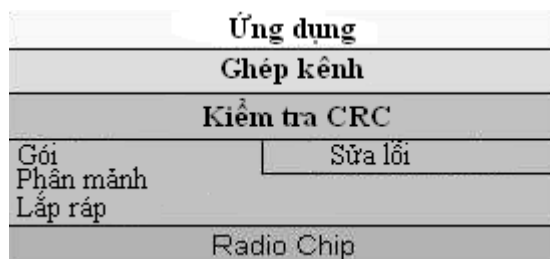 Ứng dụng
Ghép kênh
Kiểm tra CRC
Gói
Sửa lỗi
Phân mảnh
Lắp ráp
Radio Chip